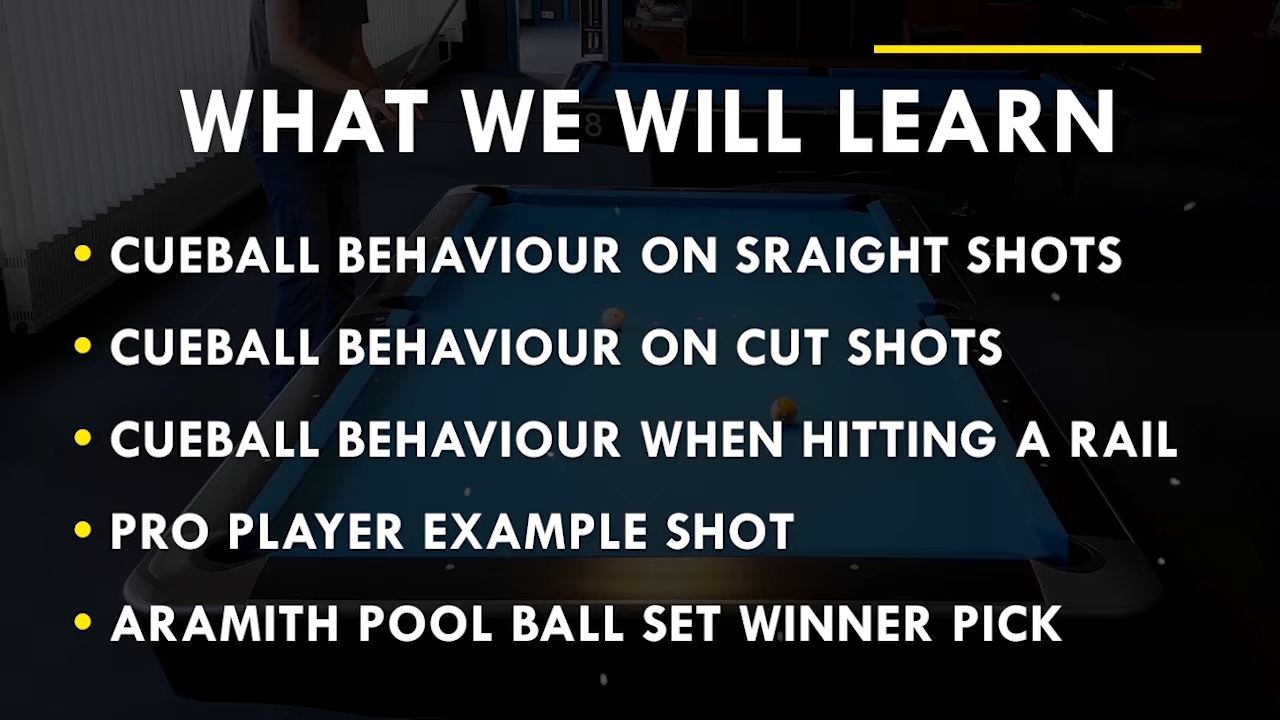 WHAT WE WILL LEARN
8
• CUEBALL BEHAVIOUR ON SRAIGHT SHOTS
• CUEBALL BEHAVIOUR ON CUT SHOTS
• CUEBALL BEHAVIOUR WHEN HITTING A RAIL
• PRO PLAYER EXAMPLE SHOT
• ARAMITH POOL BALL SET WINNER PICK